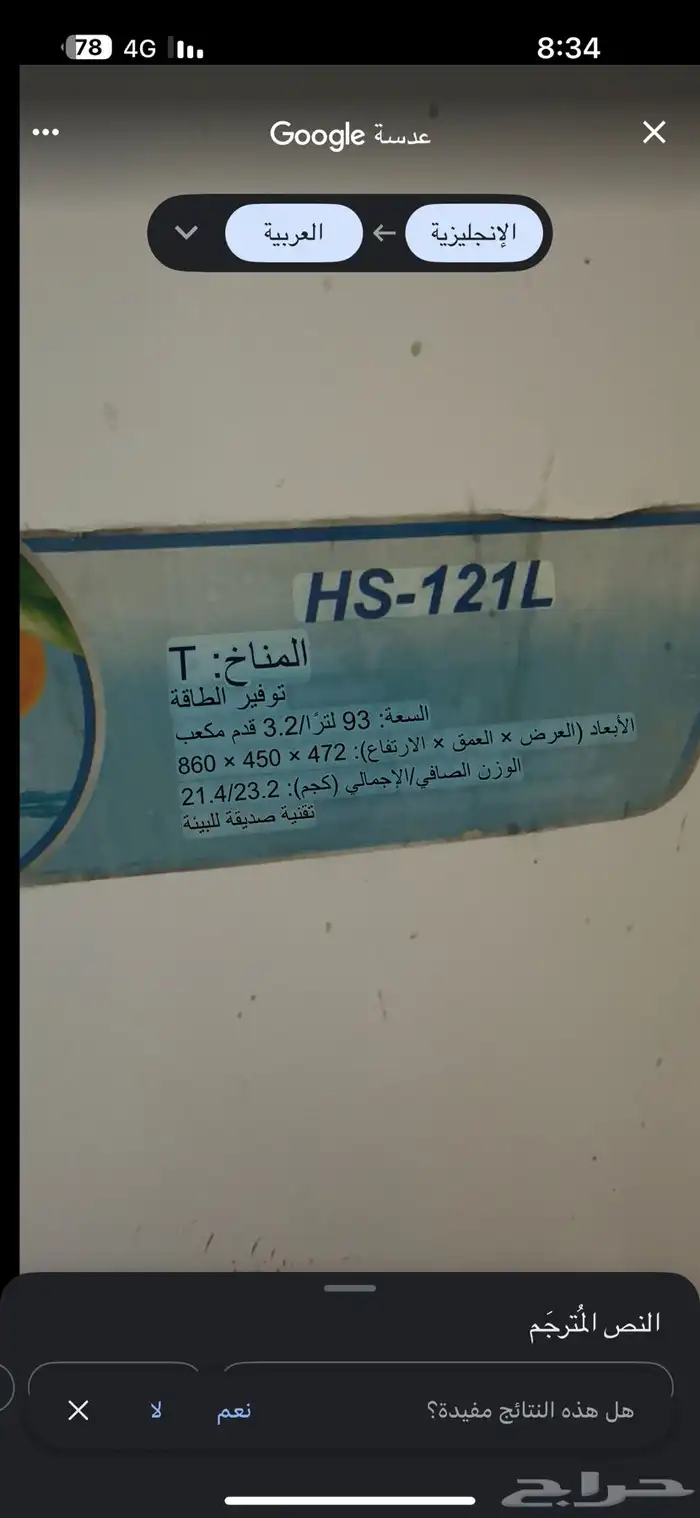 78 4G 8:34
عدسة Google
الإنجليزية ← العربية
HS-121L
المناخ: T
توفير الطاقة
السعة: 93 لترًا/3.2 قدم مكعب
الأبعاد (العرض × العمق × الارتفاع): 472 × 450 × 860
الوزن الصافي/الإجمالي (كجم): 21.4/23.2
تقنية صديقة للبيئة
النص المُترجَم
هل هذه النتائج مفيدة؟ نعم لا
حراج